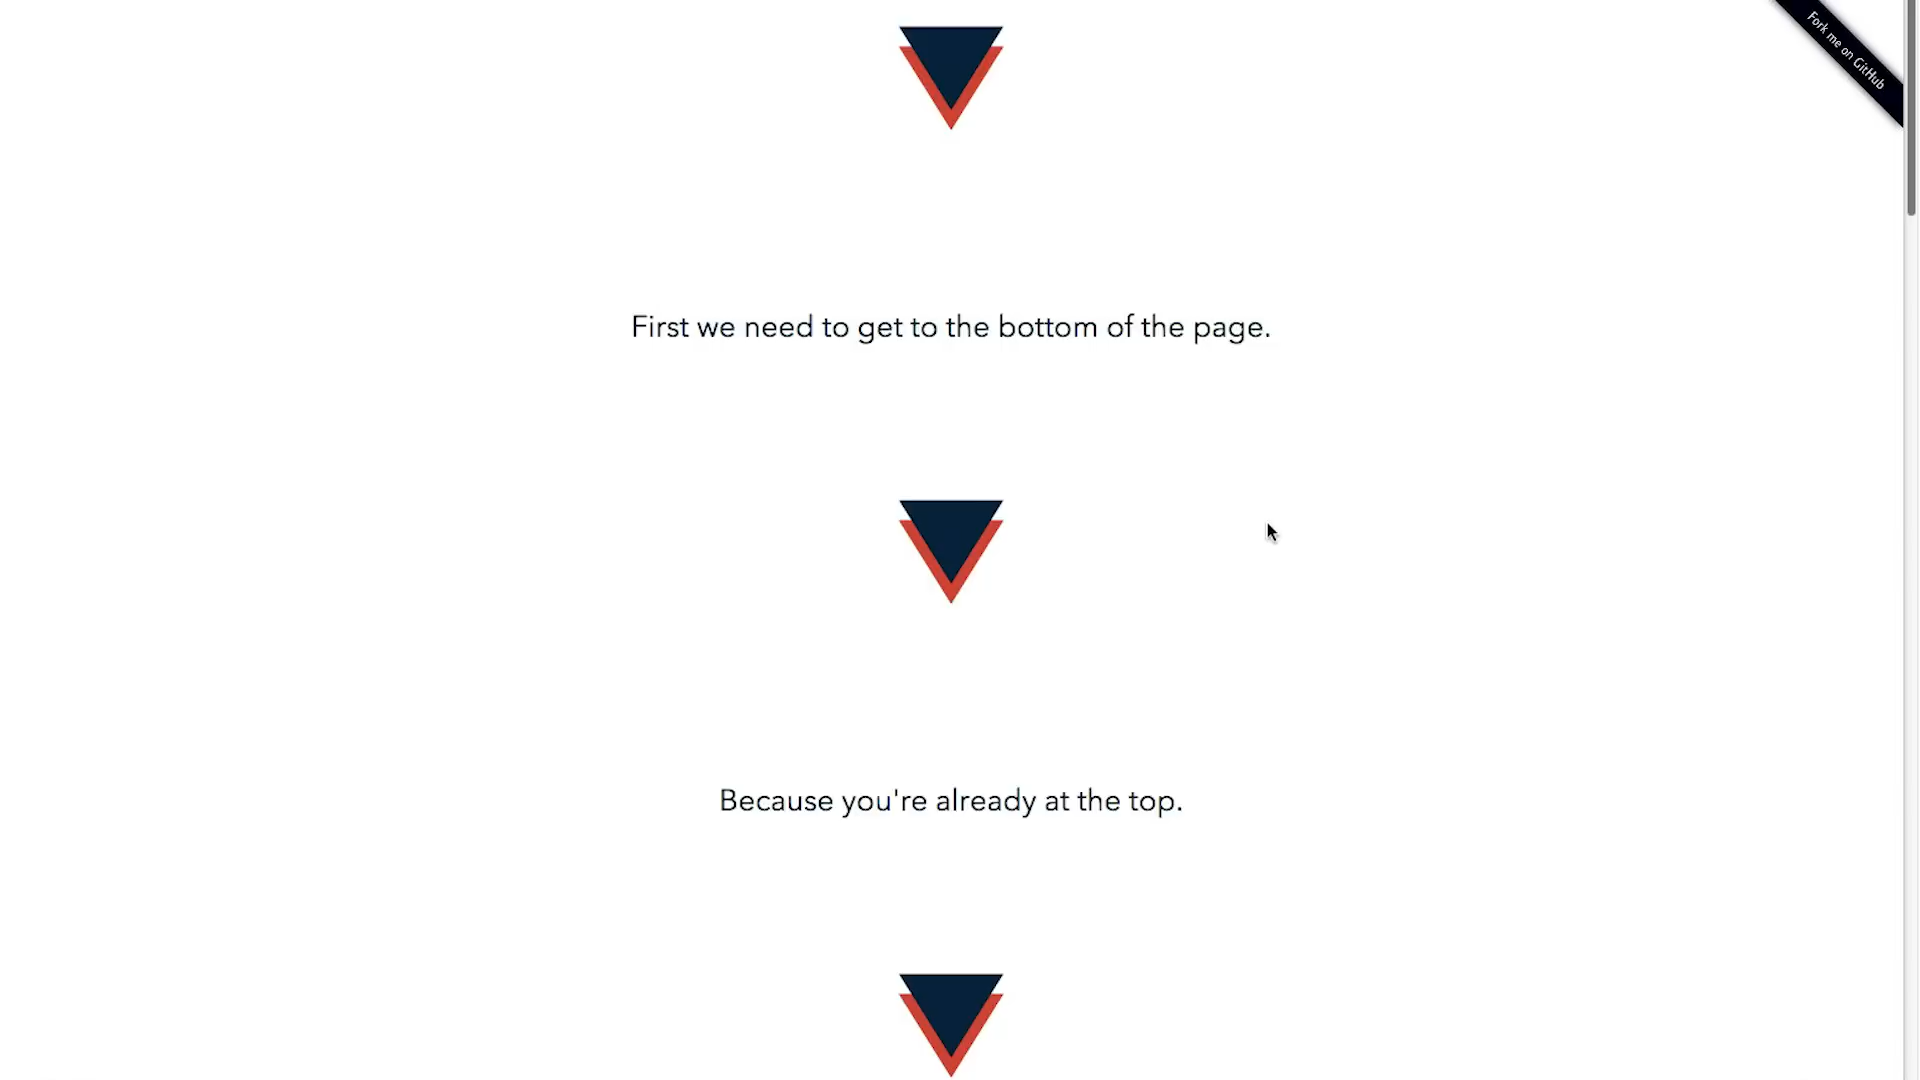 Fork me on GitHub
First we need to get to the bottom of the page.
Because you're already at the top.